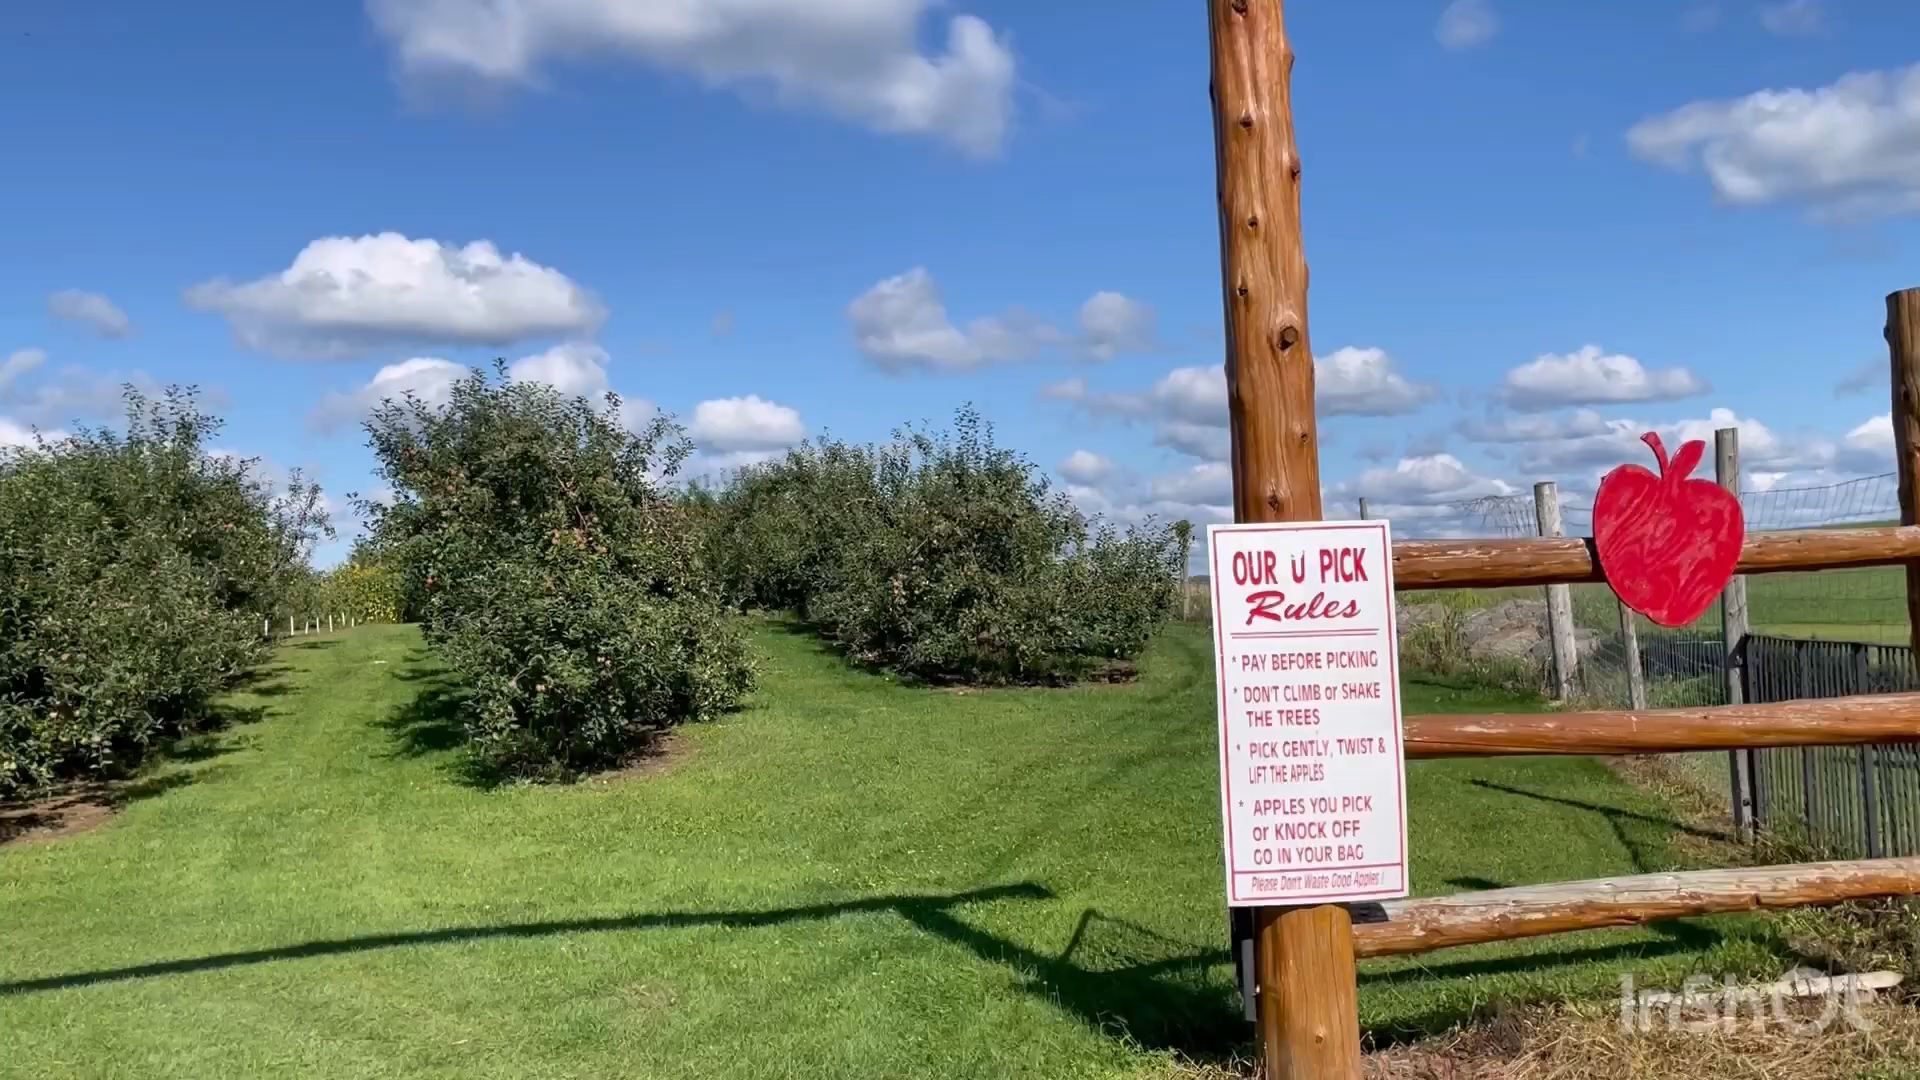 OUR U PICK
Rules
* PAY BEFORE PICKING
* DON'T CLIMB or SHAKE
THE TREES
* PICK GENTLY, TWIST &
LIFT THE APPLES
* APPLES YOU PICK
or KNOCK OFF
GO IN YOUR BAG
Please Don't Waste Good Apples!
InShOt